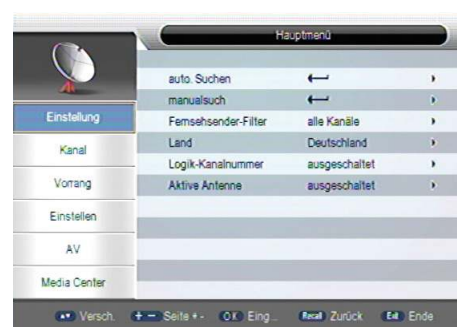 Hauptmenü
auto. Suchen
manualsuch
Fernsehsender-Filter alle Kanäle
Land Deutschland
Logik-Kanalnummer ausgeschaltet
Aktive Antenne ausgeschaltet
Einstellung
Kanal
Vorrang
Einstellen
AV
Media Center
Versch. + - Seite + - OK Eing... Recall Zurück Exit Ende